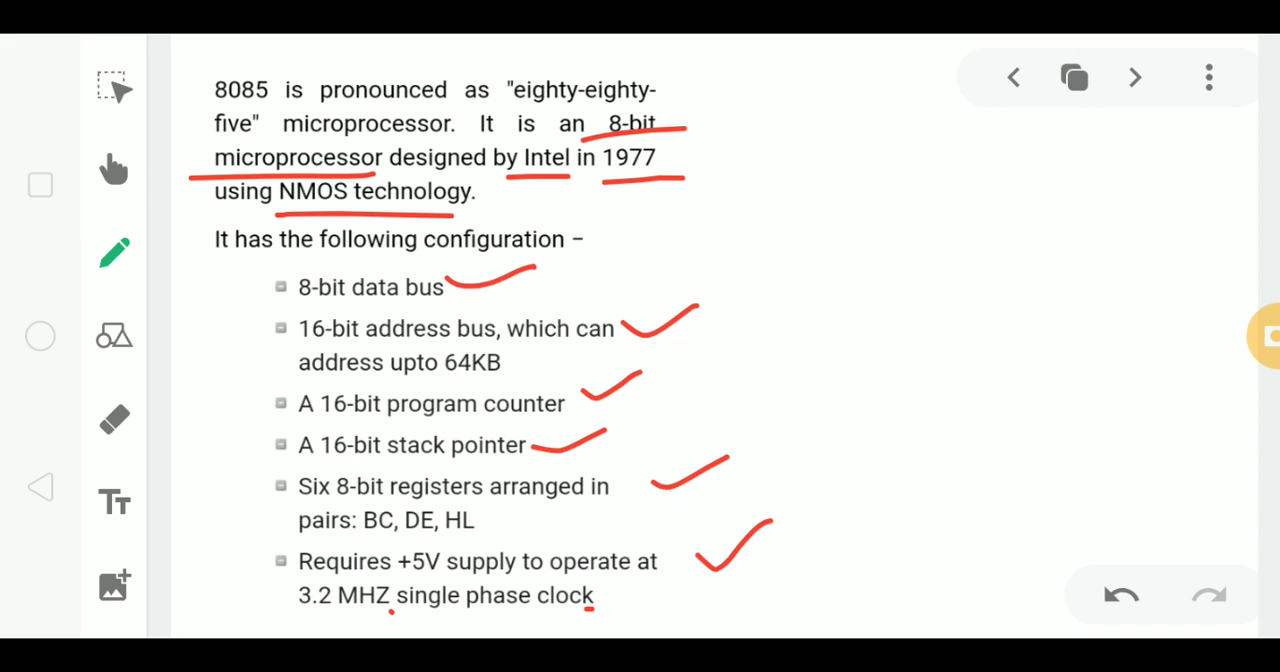 8085 is pronounced as "eighty-eighty-
five" microprocessor. It is an 8-bit
microprocessor designed by Intel in 1977
using NMOS technology.
It has the following configuration −
8-bit data bus
16-bit address bus, which can
address upto 64KB
A 16-bit program counter
A 16-bit stack pointer
Six 8-bit registers arranged in
pairs: BC, DE, HL
Requires +5V supply to operate at
3.2 MHZ single phase clock
TT